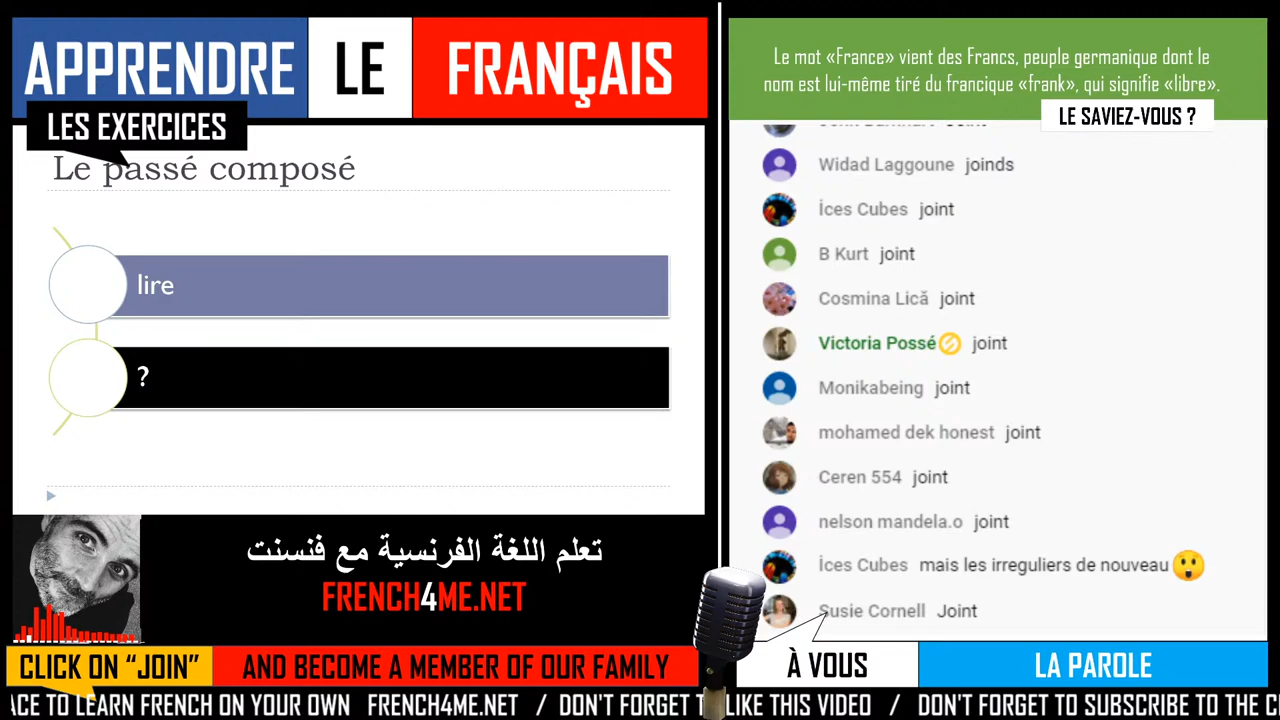 APPRENDRE LE FRANÇAIS
LES EXERCICES
Le passé composé
lire
?
تعلم اللغة الفرنسية مع فنسنت
FRENCH4ME.NET
CLICK ON “JOIN” AND BECOME A MEMBER OF OUR FAMILY
Le mot «France» vient des Francs, peuple germanique dont le
nom est lui-même tiré du francique «frank», qui signifie «libre».
LE SAVIEZ-VOUS ?
Widad Laggoune joinds
İces Cubes joint
B Kurt joint
Cosmina Lică joint
Victoria Possé joint
Monikabeing joint
mohamed dek honest joint
Ceren 554 joint
nelson mandela.o joint
İces Cubes mais les irreguliers de nouveau
Susie Cornell Joint
À VOUS LA PAROLE
ACE TO LEARN FRENCH ON YOUR OWN FRENCH4ME.NET / DON'T FORGET TO LIKE THIS VIDEO / DON'T FORGET TO SUBSCRIBE TO THE C